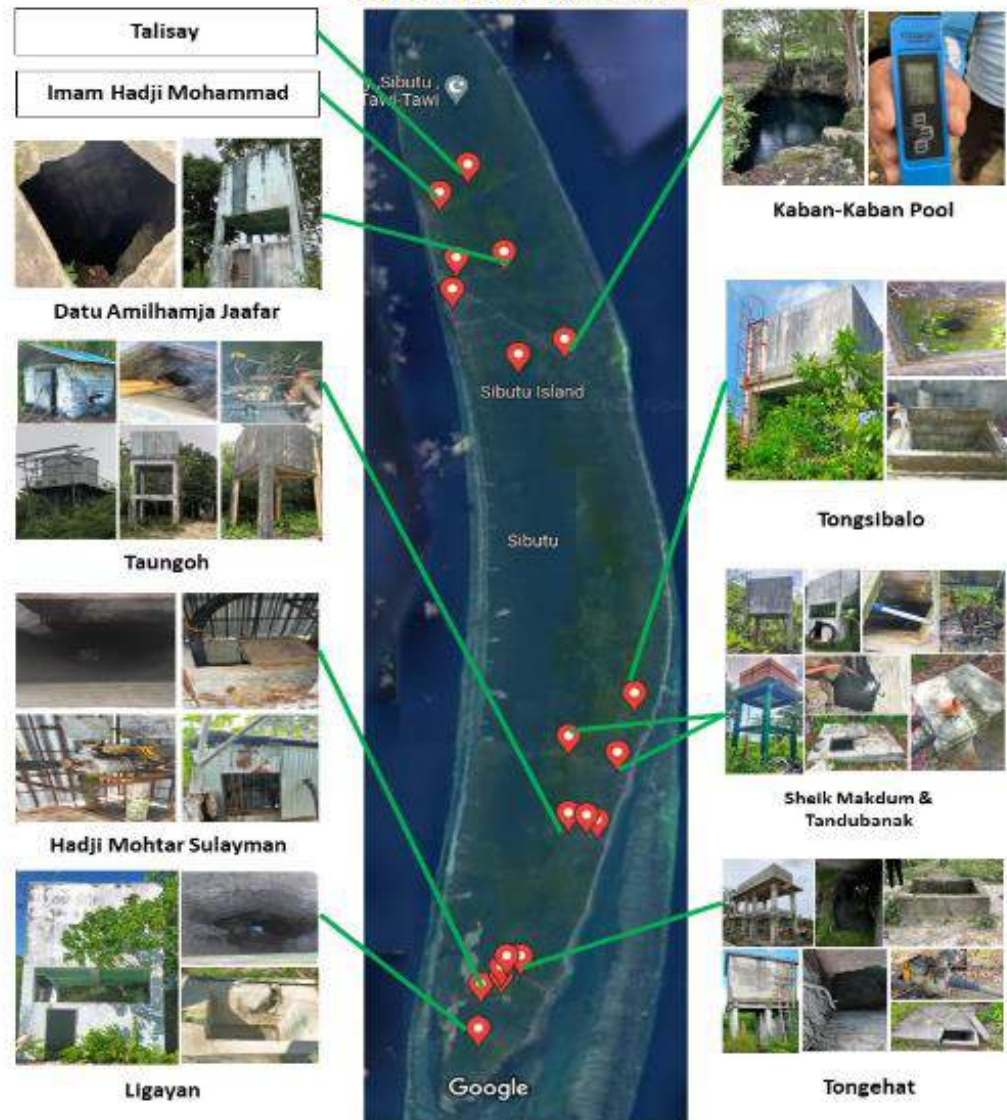 Talisay
Imam Hadji Mohammad
Datu Amilhamja Jaafar
Taungoh
Hadji Mohtar Sulayman
Ligayan
y, Sibutu,
Tawi-Tawi
Sibutu Island
Sibutu
Google
Kaban-Kaban Pool
Tongsibalo
Sheik Makdum &
Tandubanak
Tongehat